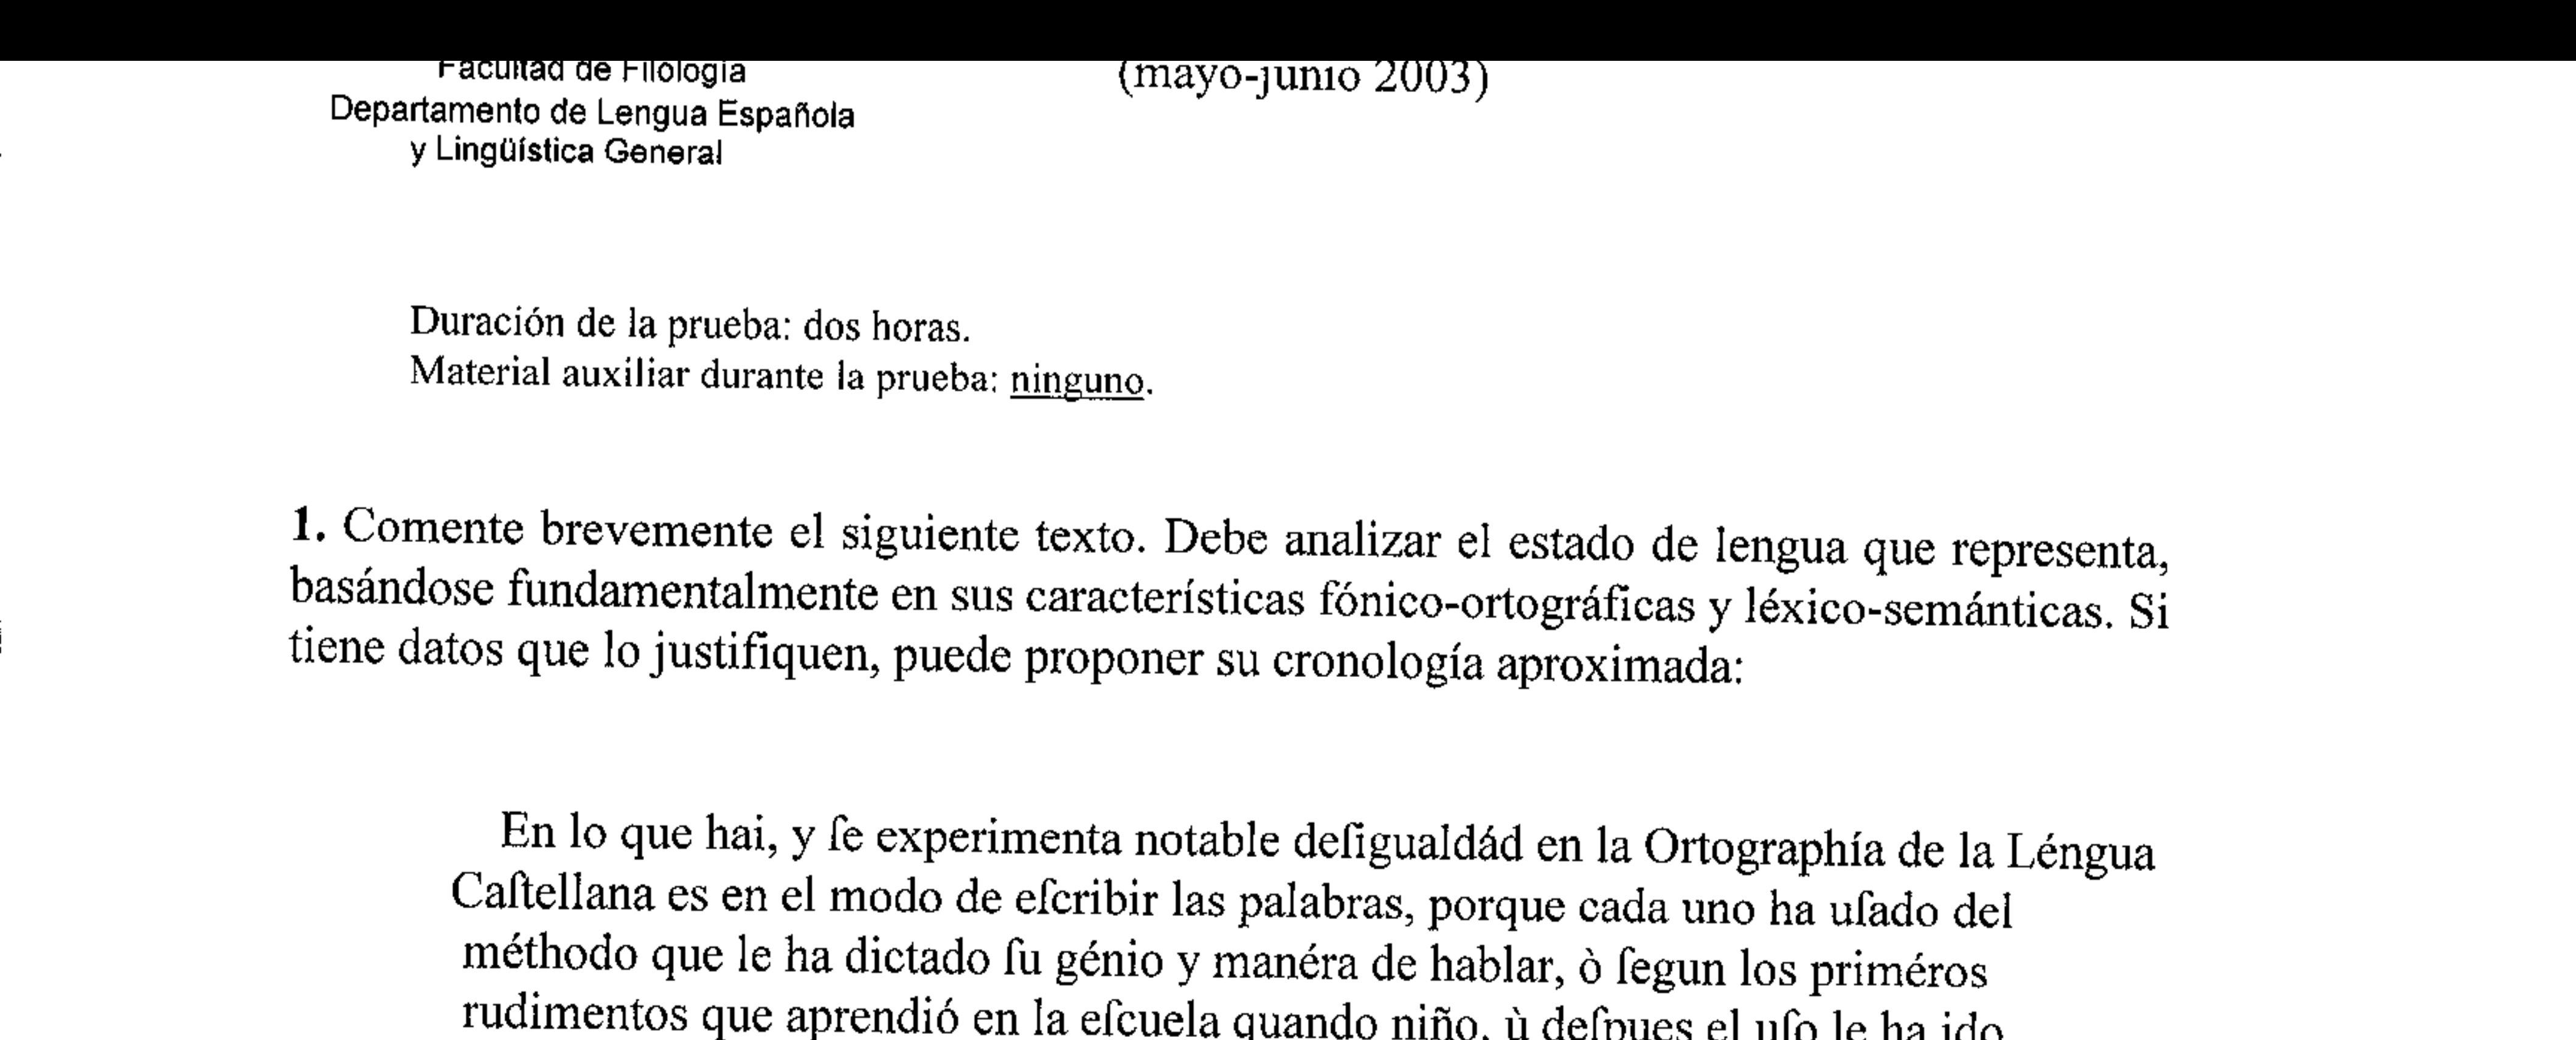 Facultad de Filología
(mayo-junio 2003)
Departamento de Lengua Española
y Lingüística General
Duración de la prueba: dos horas.
Material auxiliar durante la prueba: ninguno.
1. Comente brevemente el siguiente texto. Debe analizar el estado de lengua que representa,
basándose fundamentalmente en sus características fónico-ortográficas y léxico-semánticas. Si
tiene datos que lo justifiquen, puede proponer su cronología aproximada:
En lo que hai, y ſe experimenta notable deſigualdád en la Ortographía de la Léngua
Caſtellana es en el modo de eſcribir las palabras, porque cada uno ha uſado del
méthodo que le ha dictado ſu génio y manéra de hablar, ò ſegun los priméros
rudimentos que aprendió en la eſcuela quando niño, ù deſpues el uſo le ha ido